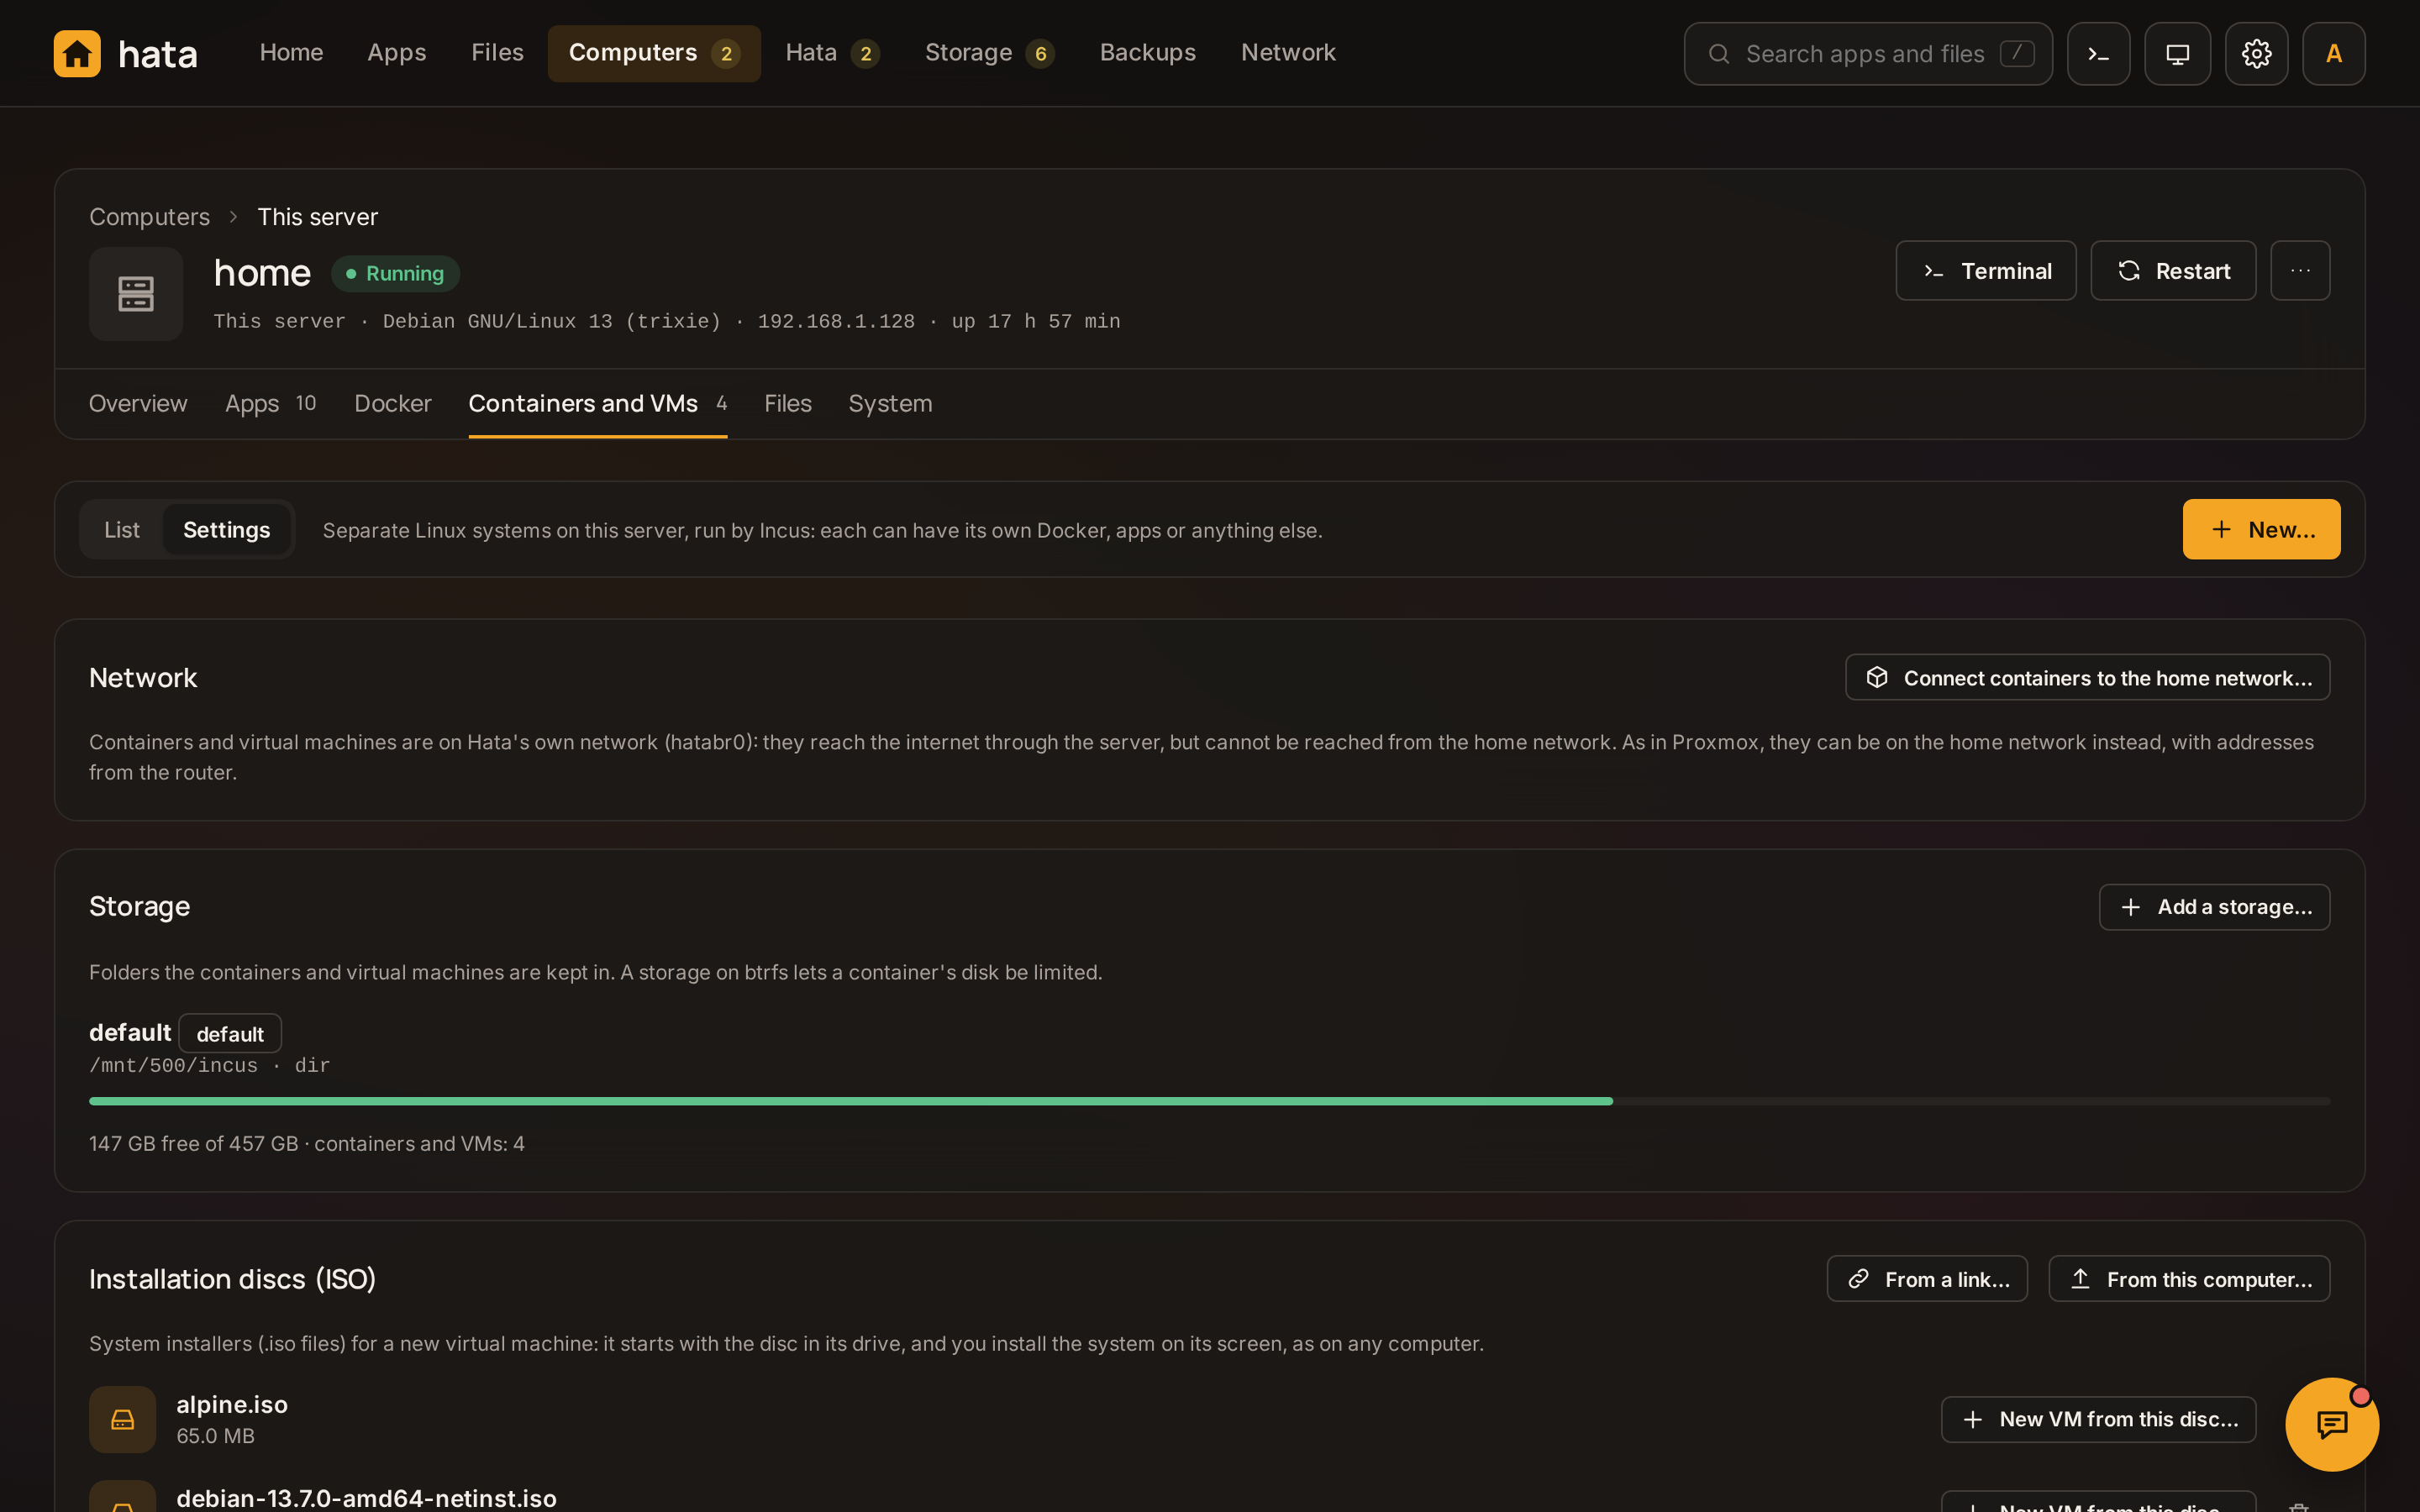 hata
Home
Apps
Files
Computers 2
Hata 2
Storage 6
Backups
Network
Search apps and files /
A
Computers > This server
home
Running
This server · Debian GNU/Linux 13 (trixie) · 192.168.1.128 · up 17 h 57 min
Terminal
Restart
...
Overview
Apps 10
Docker
Containers and VMs 4
Files
System
List
Settings
Separate Linux systems on this server, run by Incus: each can have its own Docker, apps or anything else.
+ New...
Network
Connect containers to the home network...
Containers and virtual machines are on Hata's own network (hatabr0): they reach the internet through the server, but cannot be reached from the home network. As in Proxmox, they can be on the home network instead, with addresses
from the router.
Storage
+ Add a storage...
Folders the containers and virtual machines are kept in. A storage on btrfs lets a container's disk be limited.
default default
/mnt/500/incus · dir
147 GB free of 457 GB · containers and VMs: 4
Installation discs (ISO)
From a link...
From this computer...
System installers (.iso files) for a new virtual machine: it starts with the disc in its drive, and you install the system on its screen, as on any computer.
alpine.iso
65.0 MB
+ New VM from this disc...
debian-13.7.0-amd64-netinst.iso
New VM from this disc...